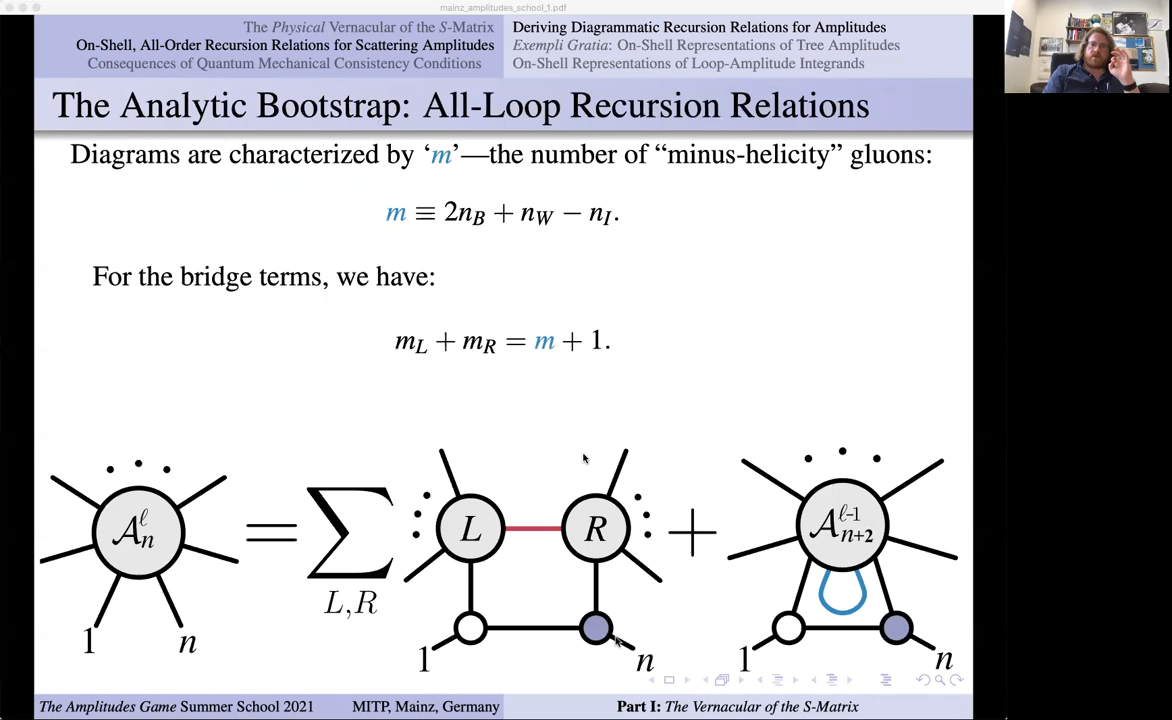 mainz_amplitudes_school_1.pdf
The Physical Vernacular of the S-Matrix
On-Shell, All-Order Recursion Relations for Scattering Amplitudes
Consequences of Quantum Mechanical Consistency Conditions
Deriving Diagrammatic Recursion Relations for Amplitudes
Exempli Gratia: On-Shell Representations of Tree Amplitudes
On-Shell Representations of Loop-Amplitude Integrands
The Analytic Bootstrap: All-Loop Recursion Relations
Diagrams are characterized by ‘m’—the number of “minus-helicity” gluons:
m ≡ 2n_B + n_W − n_I.
For the bridge terms, we have:
m_L + m_R = m + 1.
𝒜_n^ℓ = ∑ L R + 𝒜_{n+2}^{ℓ-1}
L,R
1 n 1 n 1 n
The Amplitudes Game Summer School 2021 MITP, Mainz, Germany Part I: The Vernacular of the S-Matrix